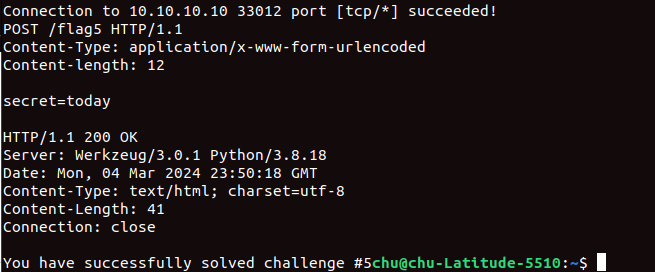 Connection to 10.10.10.10 33012 port [tcp/*] succeeded!
POST /flag5 HTTP/1.1
Content-Type: application/x-www-form-urlencoded
Content-length: 12

secret=today

HTTP/1.1 200 OK
Server: Werkzeug/3.0.1 Python/3.8.18
Date: Mon, 04 Mar 2024 23:50:18 GMT
Content-Type: text/html; charset=utf-8
Content-Length: 41
Connection: close

You have successfully solved challenge #5chu@chu-Latitude-5510:~$